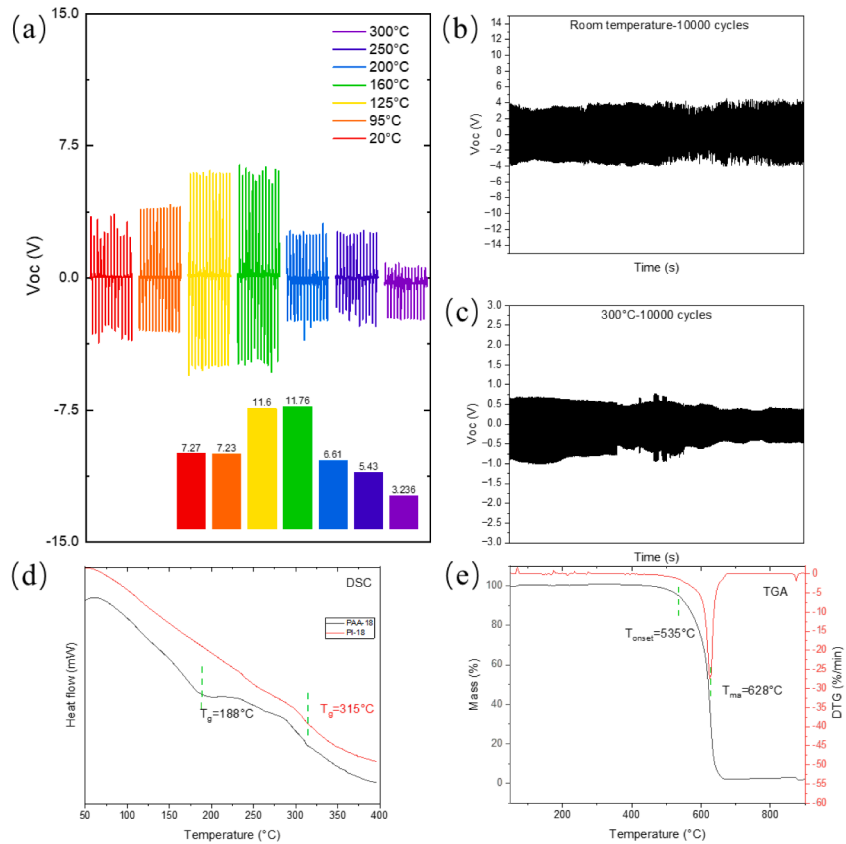 (a)
15.0
7.5
0.0
-7.5
-15.0
Voc (V)
300°C
250°C
200°C
160°C
125°C
95°C
20°C
7.27
7.23
11.6
11.76
6.61
5.43
3.236
(b)
Room temperature-10000 cycles
14
12
10
8
6
4
2
0
−2
−4
−6
−8
−10
−12
−14
Voc (V)
Time (s)
(c)
300°C-10000 cycles
3.0
2.5
2.0
1.5
1.0
0.5
0.0
−0.5
−1.0
−1.5
−2.0
−2.5
−3.0
Voc (V)
Time (s)
(d)
DSC
PAA-18
PI-18
Tg=188°C
Tg=315°C
Heat flow (mW)
50 100 150 200 250 300 350 400
Temperature (°C)
(e)
TGA
100
80
60
40
20
0
Mass (%)
Tonset=535°C
Tma=628°C
0
-5
-10
-15
-20
-25
-30
-35
-40
-45
-50
-55
-60
DTG (%/min)
200 400 600 800
Temperature (°C)